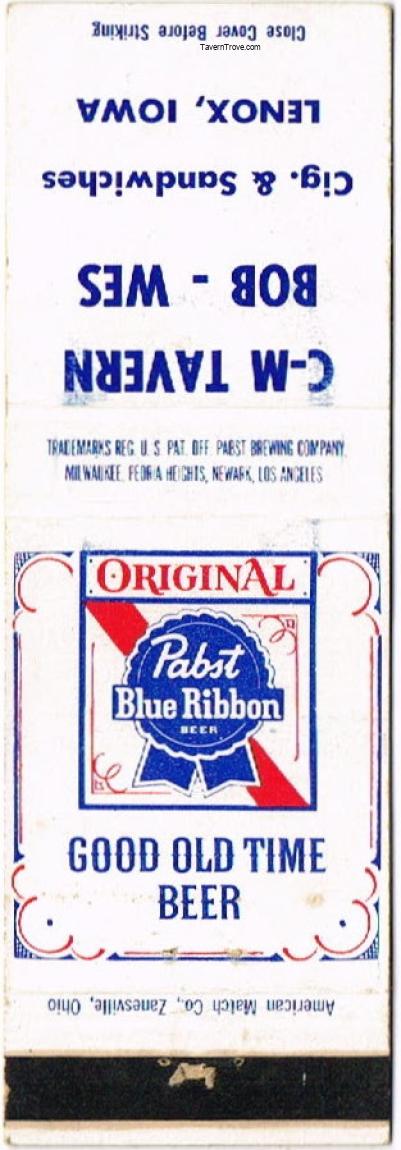 Close Cover Before Striking
TavernTrove.com
LENOX, IOWA
Cig. & Sandwiches
BOB - WES
C-M TAVERN
TRADEMARKS REG. U. S. PAT. OFF. PABST BREWING COMPANY.
MILWAUKEE, PEORIA HEIGHTS, NEWARK, LOS ANGELES
ORIGINAL
Pabst
Blue Ribbon
BEER
GOOD OLD TIME
BEER
American Match Co., Zanesville, Ohio